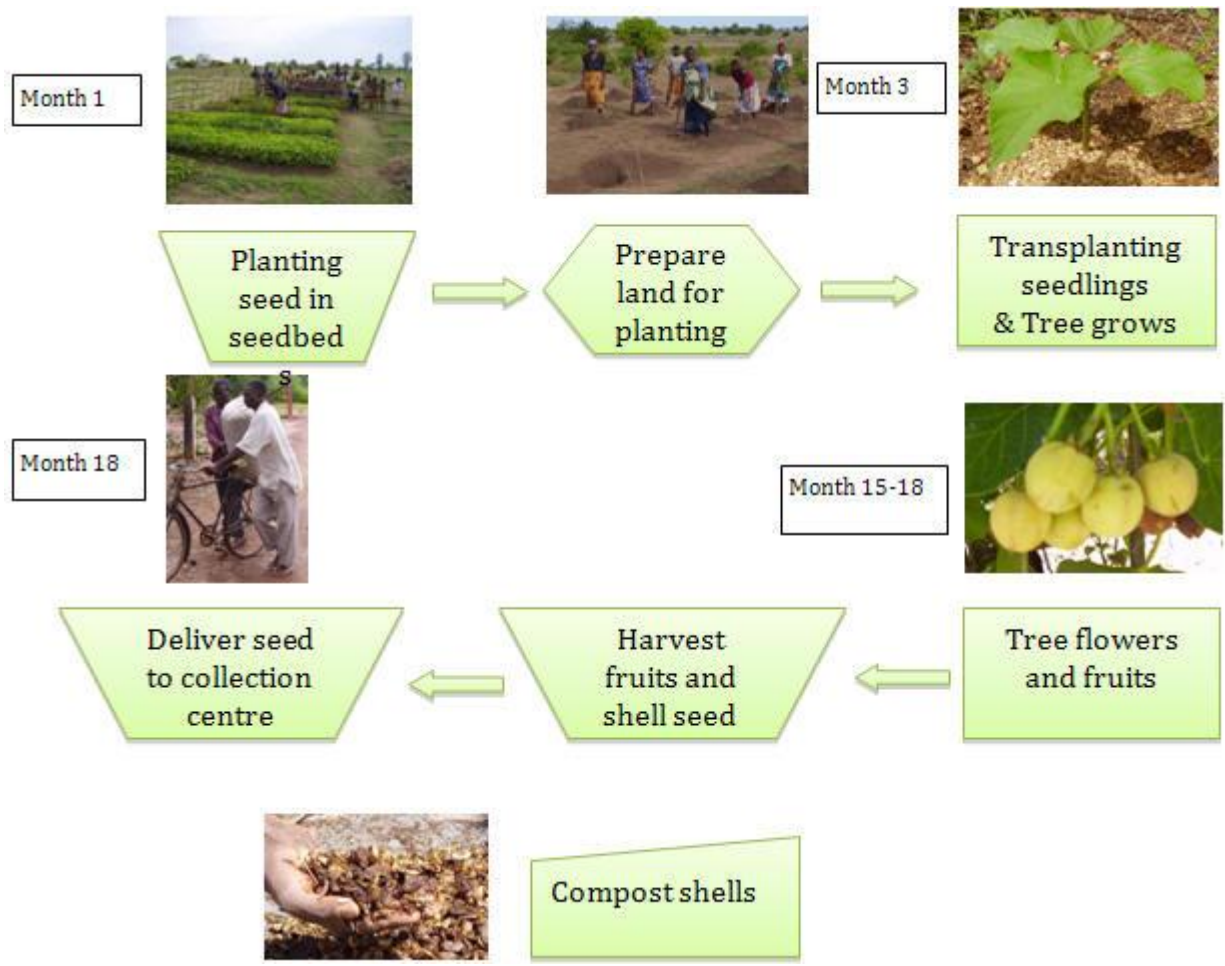 Month 1
Month 3
Planting
seed in
seedbed
s
Prepare
land for
planting
Transplanting
seedlings
& Tree grows
Month 18
Month 15-18
Deliver seed
to collection
centre
Harvest
fruits and
shell seed
Tree flowers
and fruits
Compost shells